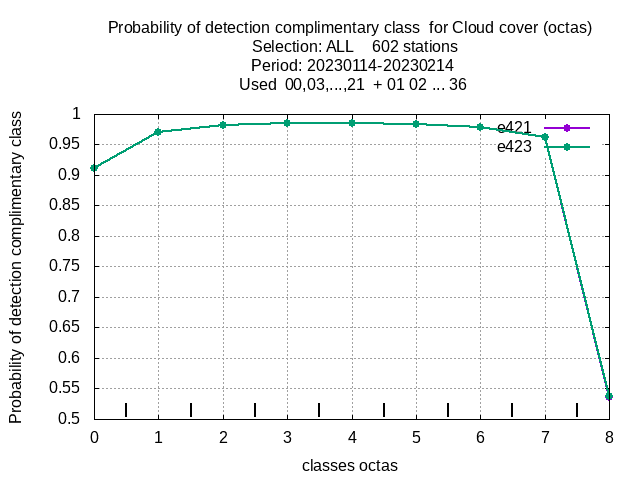 Probability of detection complimentary class  for Cloud cover (octas)
Selection: ALL    602 stations
Period: 20230114-20230214
Used  00,03,...,21  + 01 02 ... 36
Probability of detection complimentary class
1
0.95
0.9
0.85
0.8
0.75
0.7
0.65
0.6
0.55
0.5
e421
e423
0 1 2 3 4 5 6 7 8
classes octas